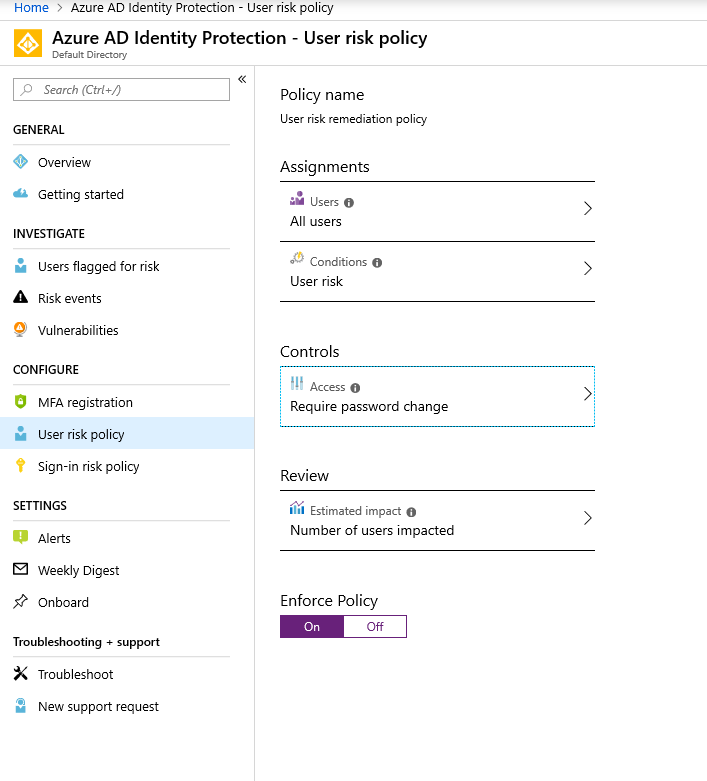 Home > Azure AD Identity Protection - User risk policy
Azure AD Identity Protection - User risk policy
Default Directory
Search (Ctrl+/)
«
GENERAL
Overview
Getting started
INVESTIGATE
Users flagged for risk
Risk events
Vulnerabilities
CONFIGURE
MFA registration
User risk policy
Sign-in risk policy
SETTINGS
Alerts
Weekly Digest
Onboard
Troubleshooting + support
Troubleshoot
New support request
Policy name
User risk remediation policy
Assignments
Users
All users
Conditions
User risk
Controls
Access
Require password change
Review
Estimated impact
Number of users impacted
Enforce Policy
On Off